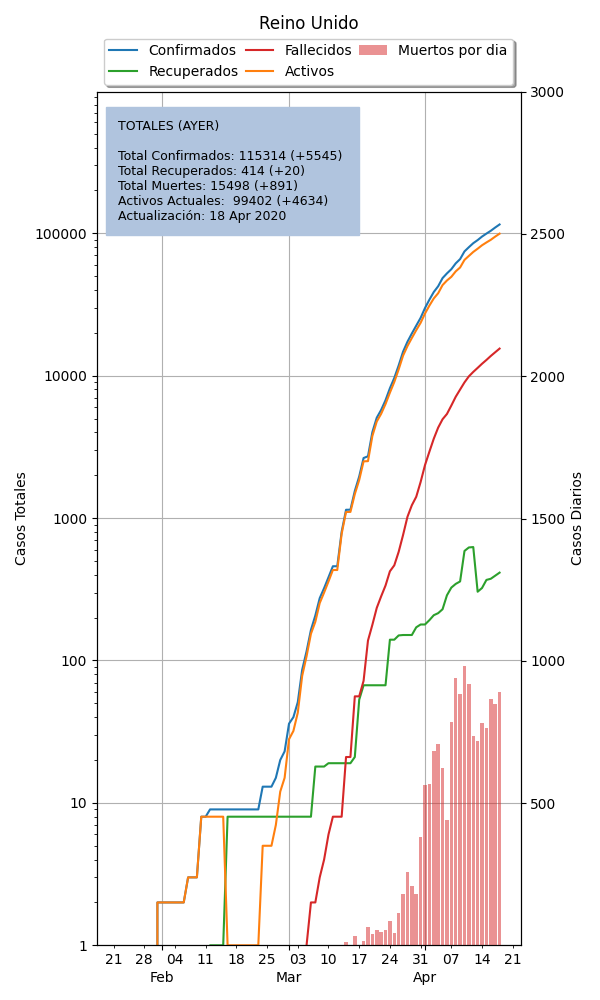 Reino Unido
Confirmados
Recuperados
Fallecidos
Activos
Muertos por dia
TOTALES (AYER)
Total Confirmados: 115314 (+5545)
Total Recuperados: 414 (+20)
Total Muertes: 15498 (+891)
Activos Actuales:  99402 (+4634)
Actualización: 18 Apr 2020
Casos Totales
100000
10000
1000
100
10
1
3000
2500
2000
1500
1000
500
Casos Diarios
21 28 04 11 18 25 03 10 17 24 31 07 14 21
Feb Mar Apr